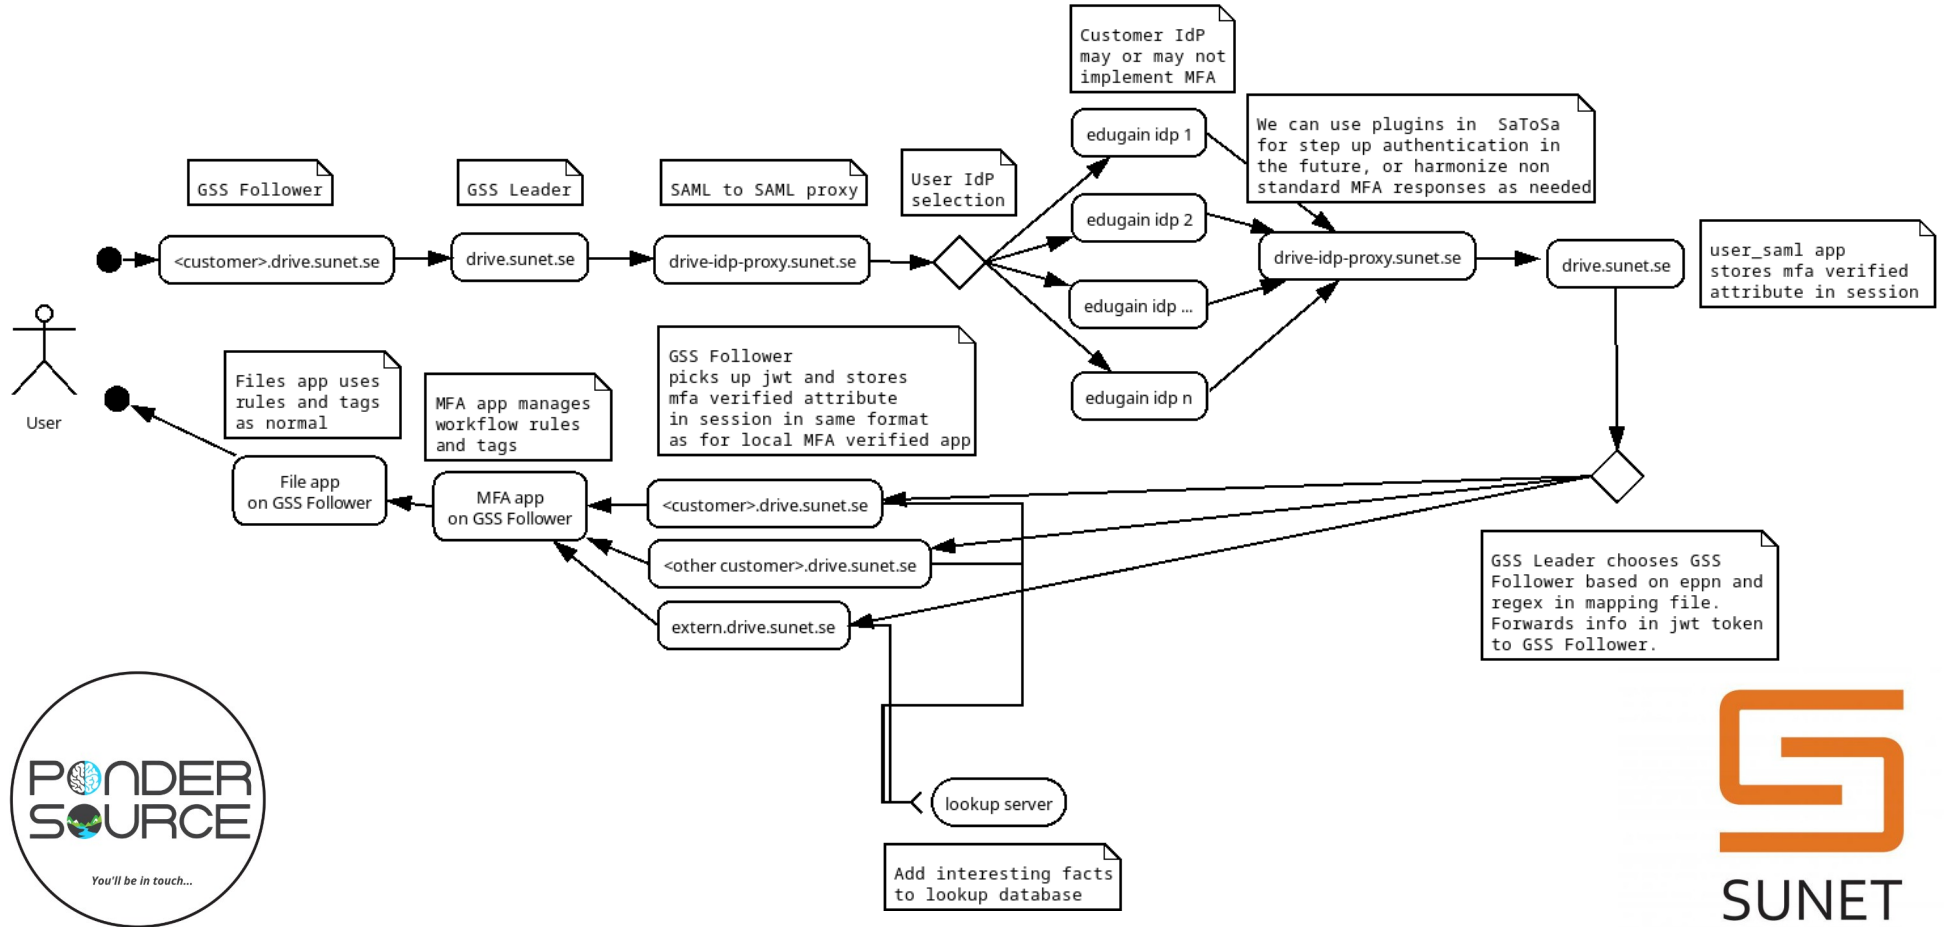 Customer IdP
may or may not
implement MFA
We can use plugins in  SaToSa
for step up authentication in
the future, or harmonize non
standard MFA responses as needed
GSS Follower
GSS Leader
SAML to SAML proxy
User IdP
selection
edugain idp 1
edugain idp 2
edugain idp ...
edugain idp n
<customer>.drive.sunet.se
drive.sunet.se
drive-idp-proxy.sunet.se
drive-idp-proxy.sunet.se
drive.sunet.se
user_saml app
stores mfa verified
attribute in session
User
Files app uses
rules and tags
as normal
MFA app manages
workflow rules
and tags
GSS Follower
picks up jwt and stores
mfa verified attribute
in session in same format
as for local MFA verified app
File app
on GSS Follower
MFA app
on GSS Follower
<customer>.drive.sunet.se
<other customer>.drive.sunet.se
extern.drive.sunet.se
GSS Leader chooses GSS
Follower based on eppn and
regex in mapping file.
Forwards info in jwt token
to GSS Follower.
lookup server
Add interesting facts
to lookup database
PONDER
SOURCE
You'll be in touch...
SUNET